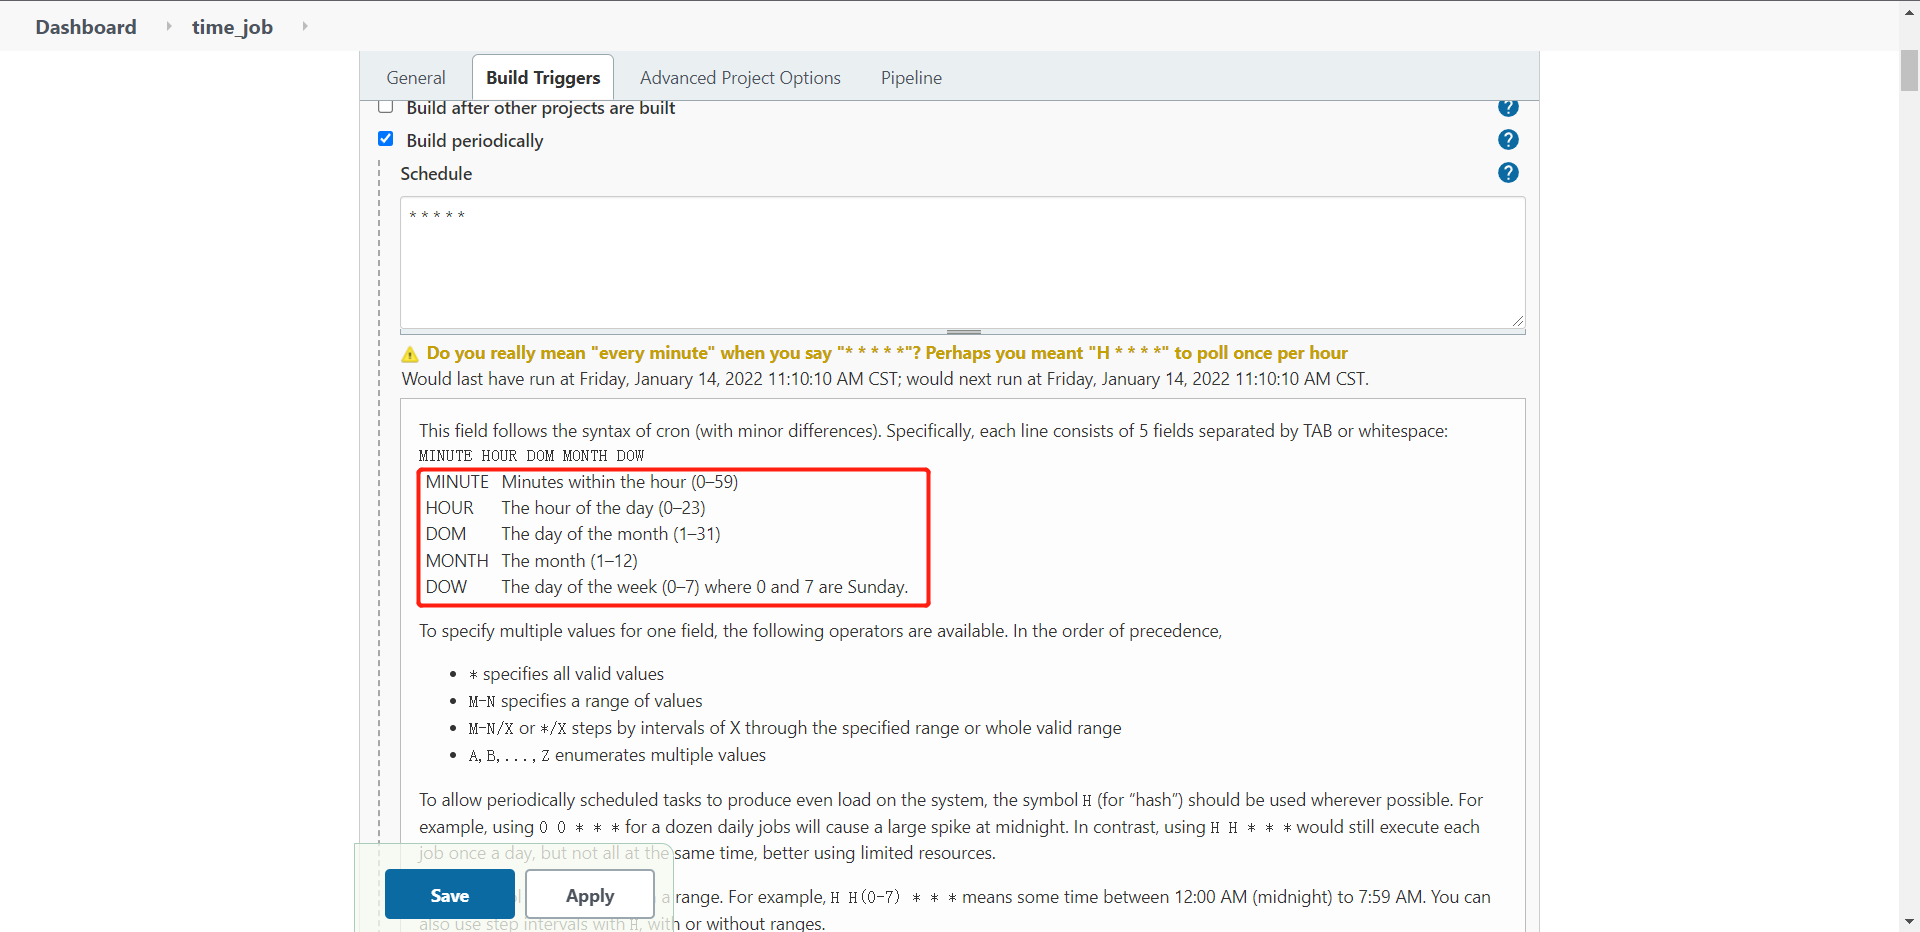 Dashboard time_job
General Build Triggers Advanced Project Options Pipeline
Build after other projects are built ?
Build periodically ?
Schedule ?
* * * * *
Do you really mean "every minute" when you say "* * * * *"? Perhaps you meant "H * * * *" to poll once per hour
Would last have run at Friday, January 14, 2022 11:10:10 AM CST; would next run at Friday, January 14, 2022 11:10:10 AM CST.
This field follows the syntax of cron (with minor differences). Specifically, each line consists of 5 fields separated by TAB or whitespace:
MINUTE HOUR DOM MONTH DOW
MINUTE Minutes within the hour (0–59)
HOUR The hour of the day (0–23)
DOM The day of the month (1–31)
MONTH The month (1–12)
DOW The day of the week (0–7) where 0 and 7 are Sunday.
To specify multiple values for one field, the following operators are available. In the order of precedence,
• * specifies all valid values
• M-N specifies a range of values
• M-N/X or */X steps by intervals of X through the specified range or whole valid range
• A,B,...,Z enumerates multiple values
To allow periodically scheduled tasks to produce even load on the system, the symbol H (for “hash”) should be used wherever possible. For
example, using 0 0 * * * for a dozen daily jobs will cause a large spike at midnight. In contrast, using H H * * * would still execute each
job once a day, but not all at the same time, better using limited resources.
a range. For example, H H(0-7) * * * means some time between 12:00 AM (midnight) to 7:59 AM. You can
also use step intervals with H, with or without ranges.
Save Apply